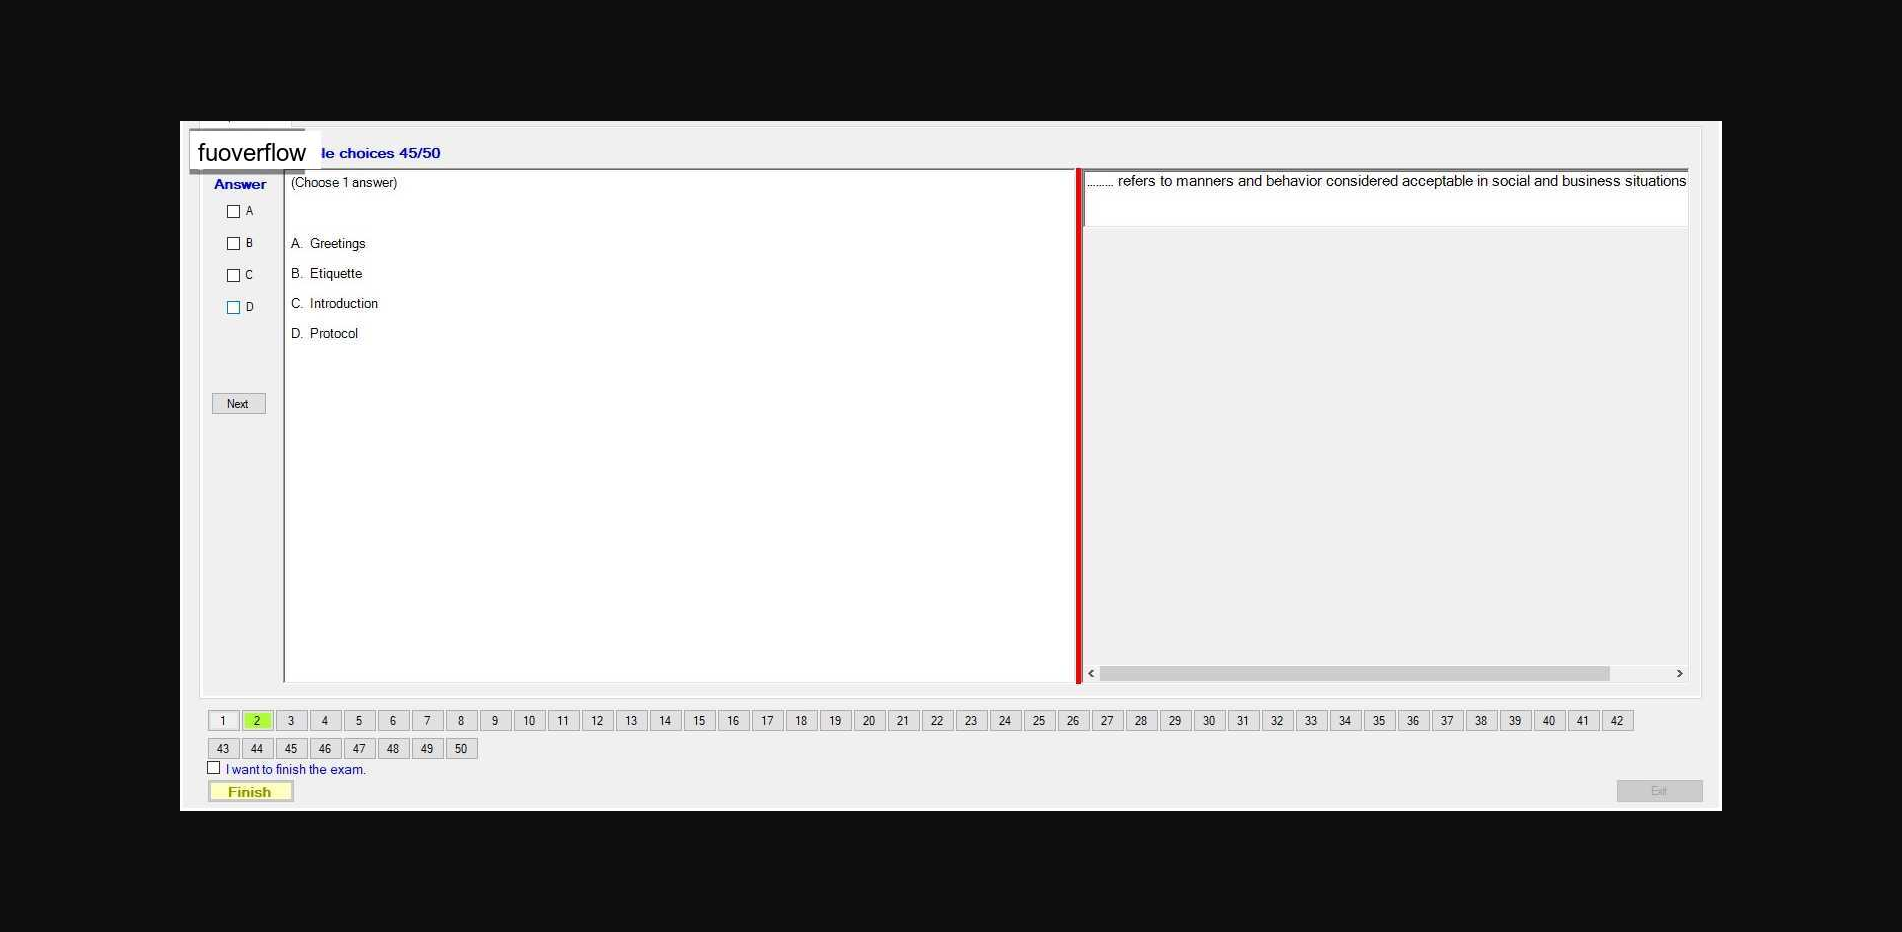 fuoverflow
le choices 45/50
Answer
(Choose 1 answer)
A
B
C
D
A. Greetings
B. Etiquette
C. Introduction
D. Protocol
Next
......... refers to manners and behavior considered acceptable in social and business situations
1 2 3 4 5 6 7 8 9 10 11 12 13 14 15 16 17 18 19 20 21 22 23 24 25 26 27 28 29 30 31 32 33 34 35 36 37 38 39 40 41 42
43 44 45 46 47 48 49 50
I want to finish the exam.
Finish
Exit